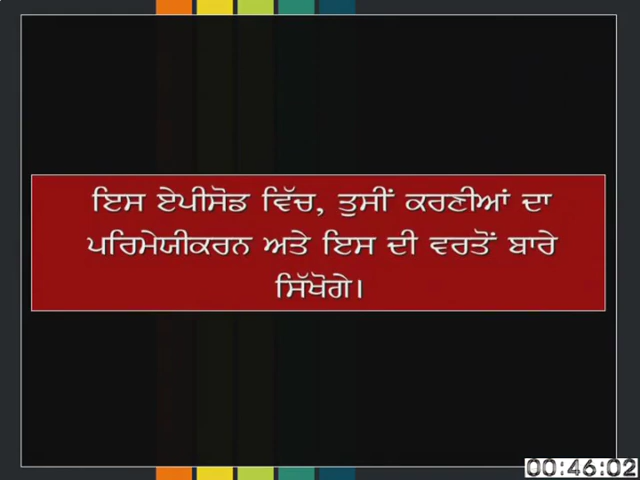 ਇਸ ਏਪੀਸੋਡ ਵਿੱਚ, ਤੁਸੀਂ ਕਰਣੀਆਂ ਦਾ
ਪਰਿਮੇਯੀਕਰਨ ਅਤੇ ਇਸ ਦੀ ਵਰਤੋਂ ਬਾਰੇ
ਸਿੱਖੋਗੇ।
00:46:02